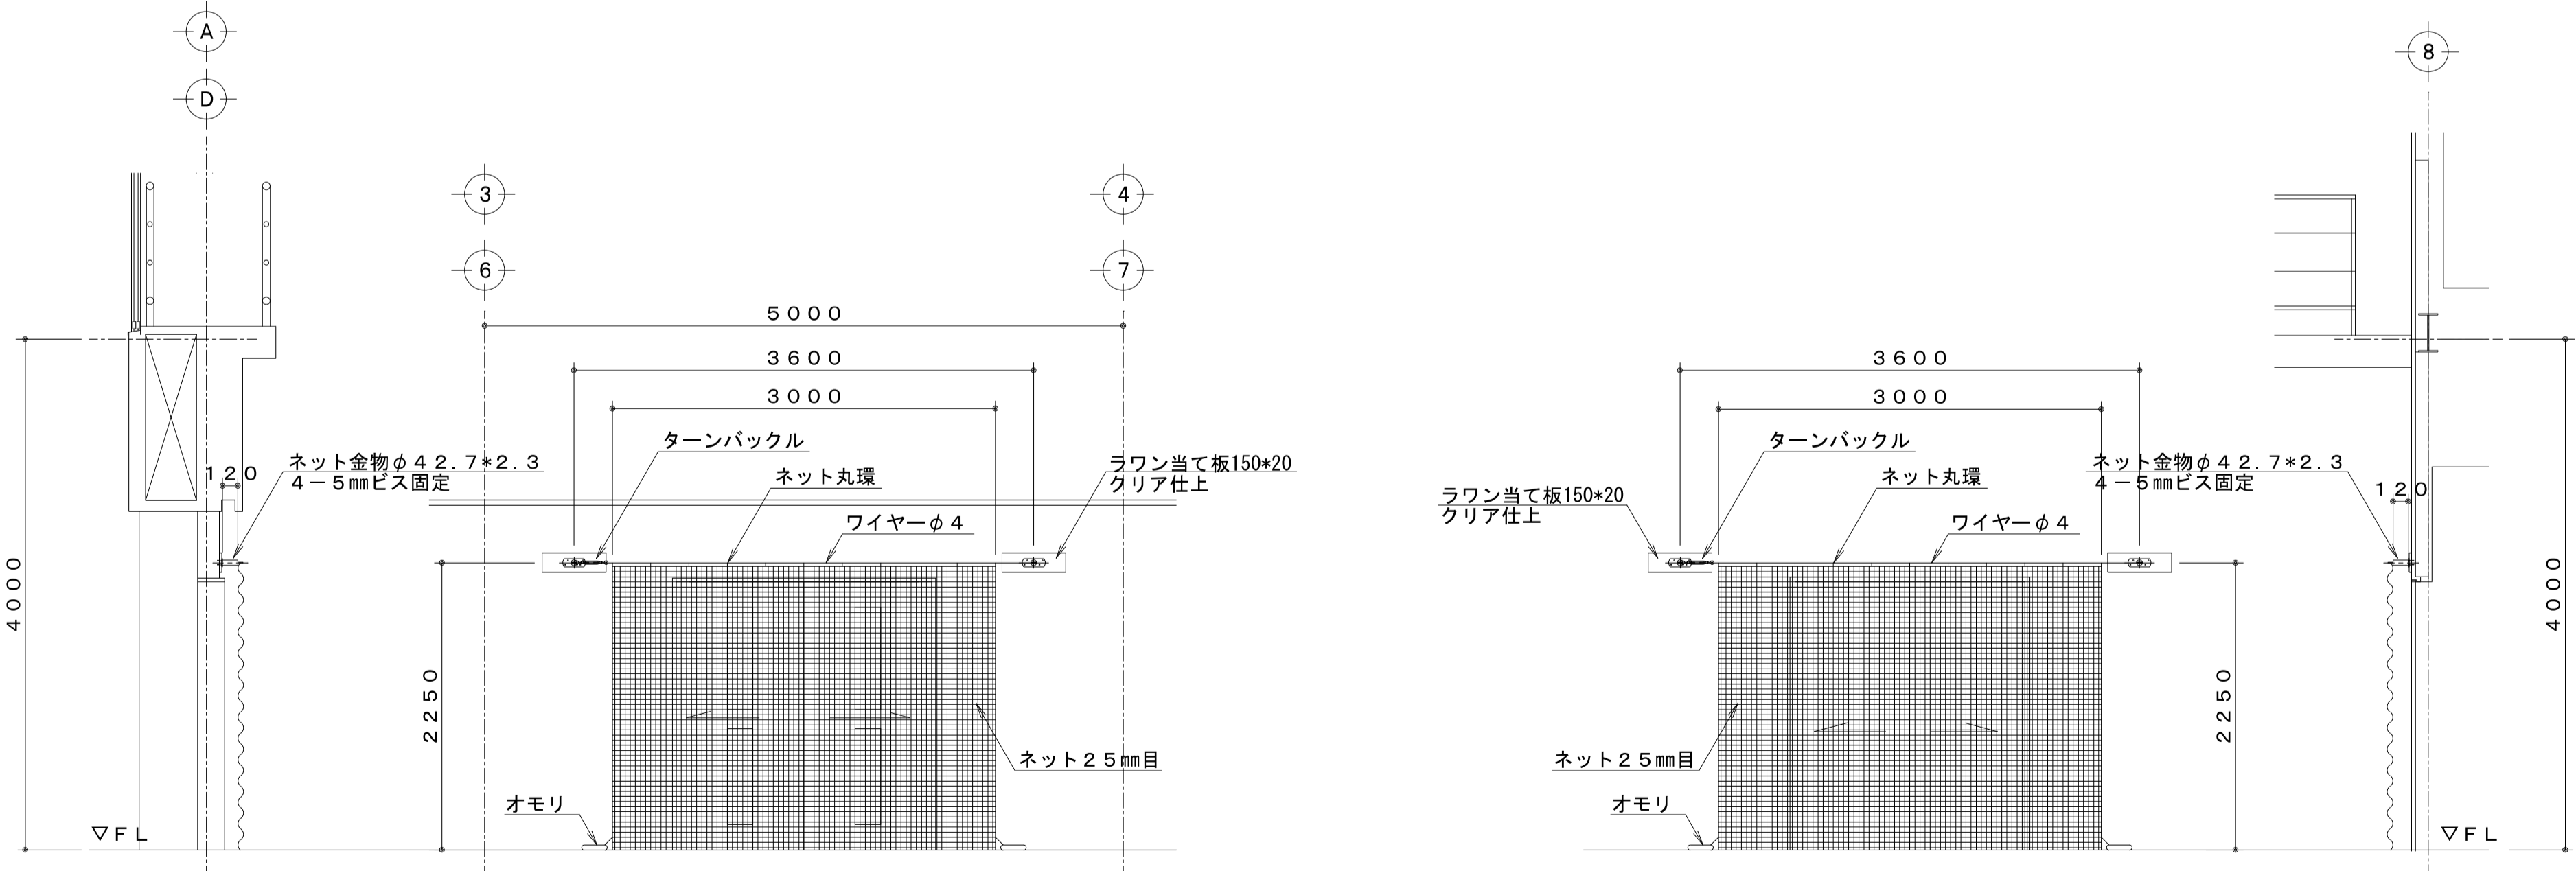 A
D
3
4
6
7
8
5000
3600
3000
3600
3000
ターンバックル
ネット丸環
ワイヤーφ4
ネット金物φ42.7*2.3
4-5㎜ビス固定
120
ラワン当て板150*20
クリア仕上
ターンバックル
ネット丸環
ワイヤーφ4
ラワン当て板150*20
クリア仕上
ネット金物φ42.7*2.3
4-5㎜ビス固定
120
4000
2250
ネット25㎜目
オモリ
▽FL
ネット25㎜目
オモリ
2250
4000
▽FL